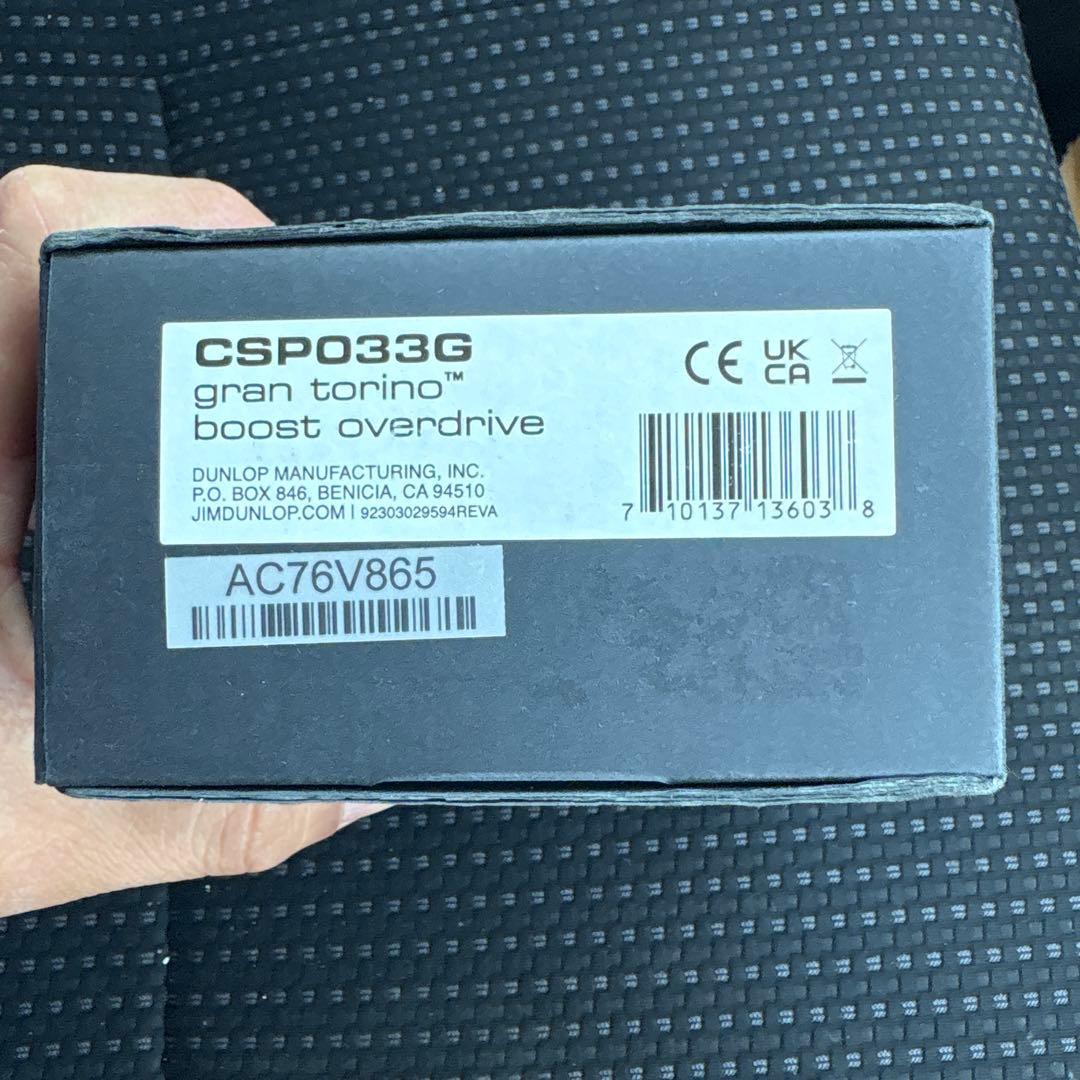 CSP033G
gran torino™
boost overdrive
DUNLOP MANUFACTURING, INC.
P.O. BOX 846, BENICIA, CA 94510
JIMDUNLOP.COM | 92303029594REVA
CE UK
CA
7 10137 13603 8
AC76V865